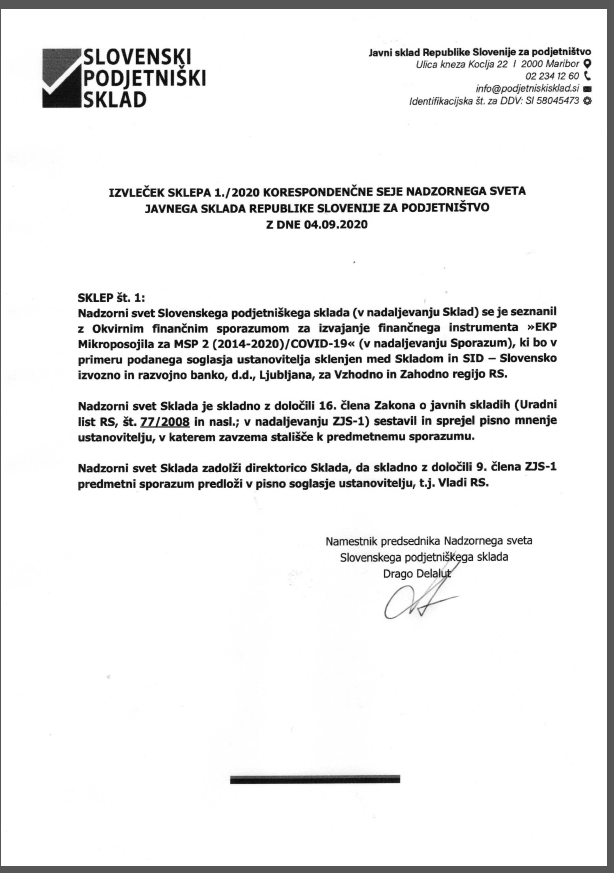 SLOVENSKI
PODJETNIŠKI
SKLAD
Javni sklad Republike Slovenije za podjetništvo
Ulica kneza Koclja 22 I 2000 Maribor
02 234 12 60
info@podjetniskisklad.si
Identifikacijska št. za DDV: SI 58045473
IZVLEČEK SKLEPA 1./2020 KORESPONDENČNE SEJE NADZORNEGA SVETA
JAVNEGA SKLADA REPUBLIKE SLOVENIJE ZA PODJETNIŠTVO
Z DNE 04.09.2020
SKLEP št. 1:
Nadzorni svet Slovenskega podjetniškega sklada (v nadaljevanju Sklad) se je seznanil
z Okvirnim finančnim sporazumom za izvajanje finančnega instrumenta »EKP
Mikroposojila za MSP 2 (2014-2020)/COVID-19« (v nadaljevanju Sporazum), ki bo v
primeru podanega soglasja ustanovitelja sklenjen med Skladom in SID – Slovensko
izvozno in razvojno banko, d.d., Ljubljana, za Vzhodno in Zahodno regijo RS.
Nadzorni svet Sklada je skladno z določili 16. člena Zakona o javnih skladih (Uradni
list RS, št. 77/2008 in nasl.; v nadaljevanju ZJS-1) sestavil in sprejel pisno mnenje
ustanovitelju, v katerem zavzema stališče k predmetnemu sporazumu.
Nadzorni svet Sklada zadolži direktorico Sklada, da skladno z določili 9. člena ZJS-1
predmetni sporazum predloži v pisno soglasje ustanovitelju, t.j. Vladi RS.
Namestnik predsednika Nadzornega sveta
Slovenskega podjetniškega sklada
Drago Delalut